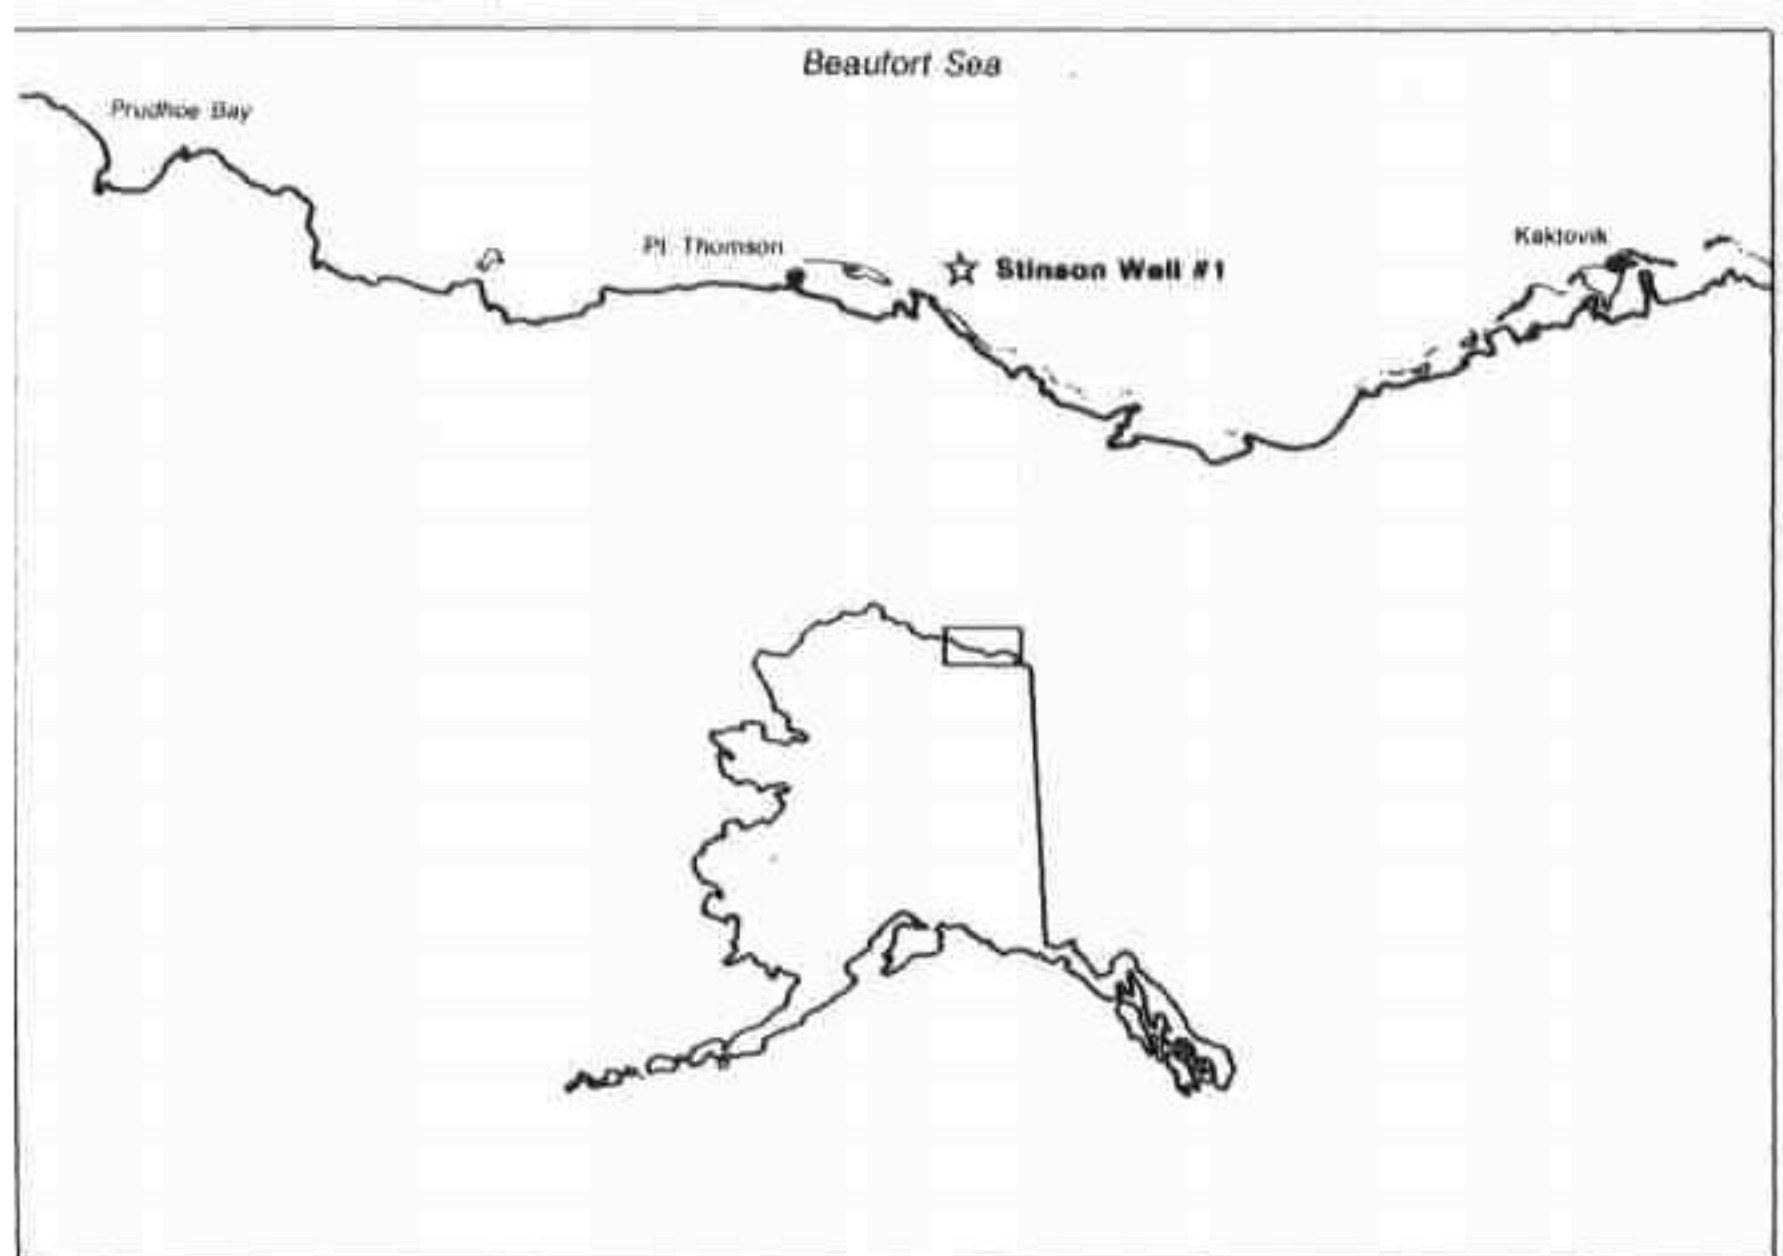 Beaufort Sea
Prudhoe Bay
Pt Thomson
Kaktovik
Stinson Well #1